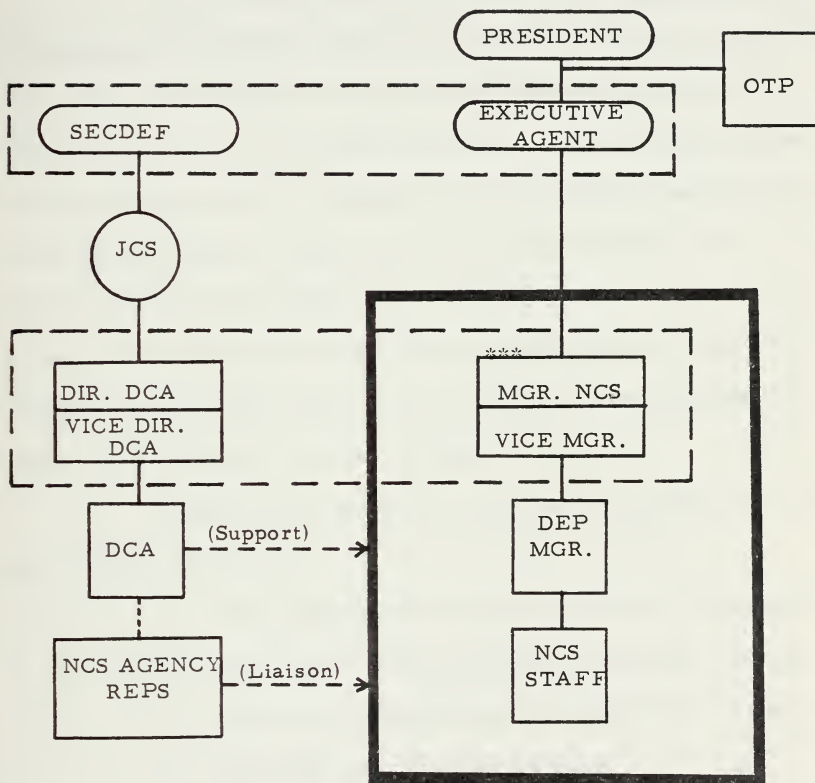 PRESIDENT
OTP
SECDEF
EXECUTIVE
AGENT
JCS
***
DIR. DCA
VICE DIR.
DCA
MGR. NCS
VICE MGR.
DCA
(Support)
DEP
MGR.
NCS AGENCY
REPS
(Liaison)
NCS
STAFF